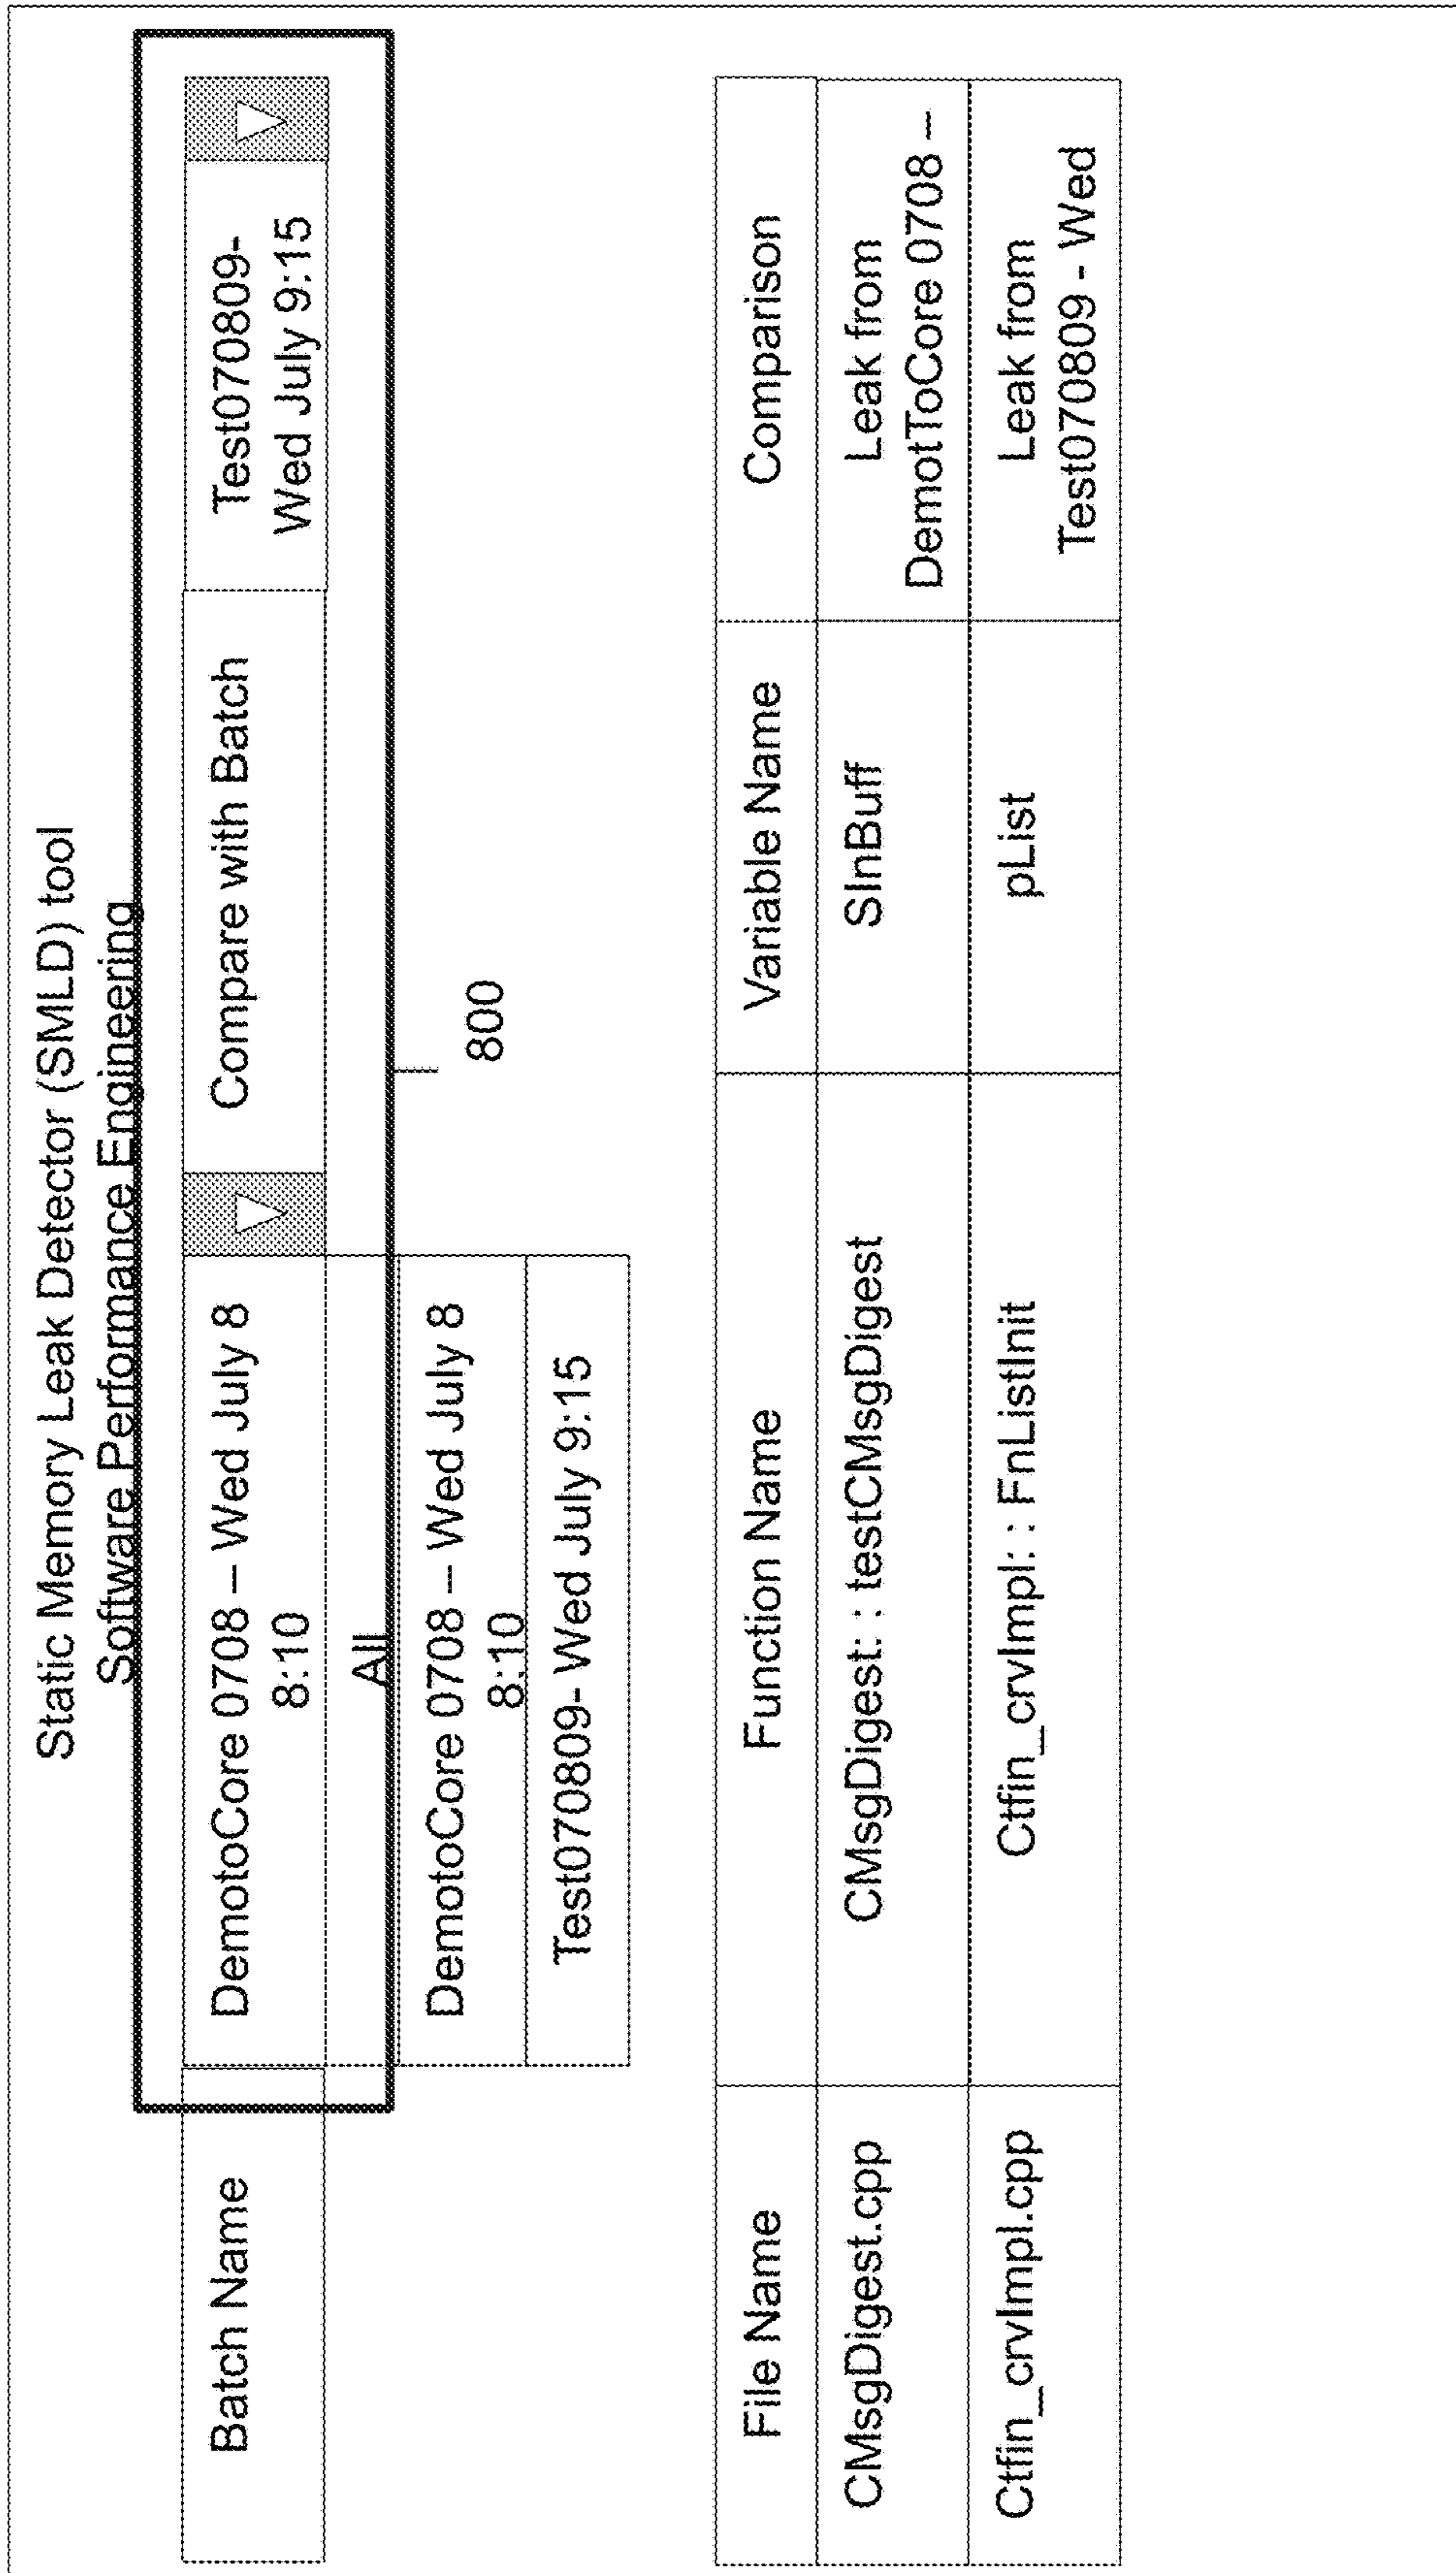 Static Memory Leak Detector (SMLD) tool
Software Performance Engineering
Batch Name
DemotoCore 0708 – Wed July 8
8:10
Compare with Batch
Test070809-
Wed July 9:15
All
DemotoCore 0708 – Wed July 8
8:10
Test070809- Wed July 9:15
800
File Name
Function Name
Variable Name
Comparison
CMsgDigest.cpp
CMsgDigest: : testCMsgDigest
SInBuff
Leak from
DemotToCore 0708 –
Ctfin_crvImpl.cpp
Ctfin_crvImpl: : FnListInit
pList
Leak from
Test070809 - Wed